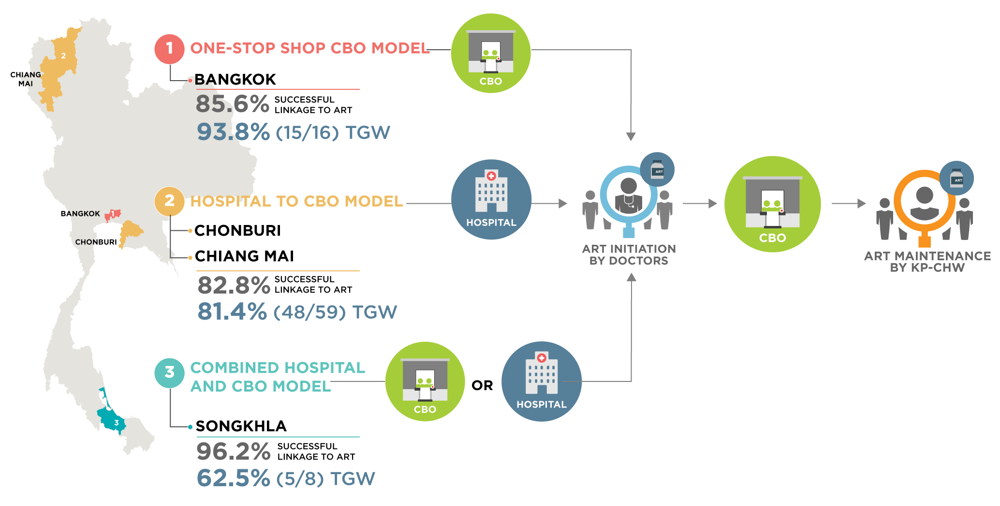 2
CHIANG
MAI
BANGKOK
1
CHONBURI
3
1
ONE-STOP SHOP CBO MODEL
BANGKOK
85.6% SUCCESSFUL
LINKAGE TO ART
93.8% (15/16) TGW
CBO
2
HOSPITAL TO CBO MODEL
CHONBURI
CHIANG MAI
82.8% SUCCESSFUL
LINKAGE TO ART
81.4% (48/59) TGW
HOSPITAL
ART
ART INITIATION
BY DOCTORS
CBO
ART
ART MAINTENANCE
BY KP-CHW
3
COMBINED HOSPITAL
AND CBO MODEL
SONGKHLA
96.2% SUCCESSFUL
LINKAGE TO ART
62.5% (5/8) TGW
CBO
OR
HOSPITAL